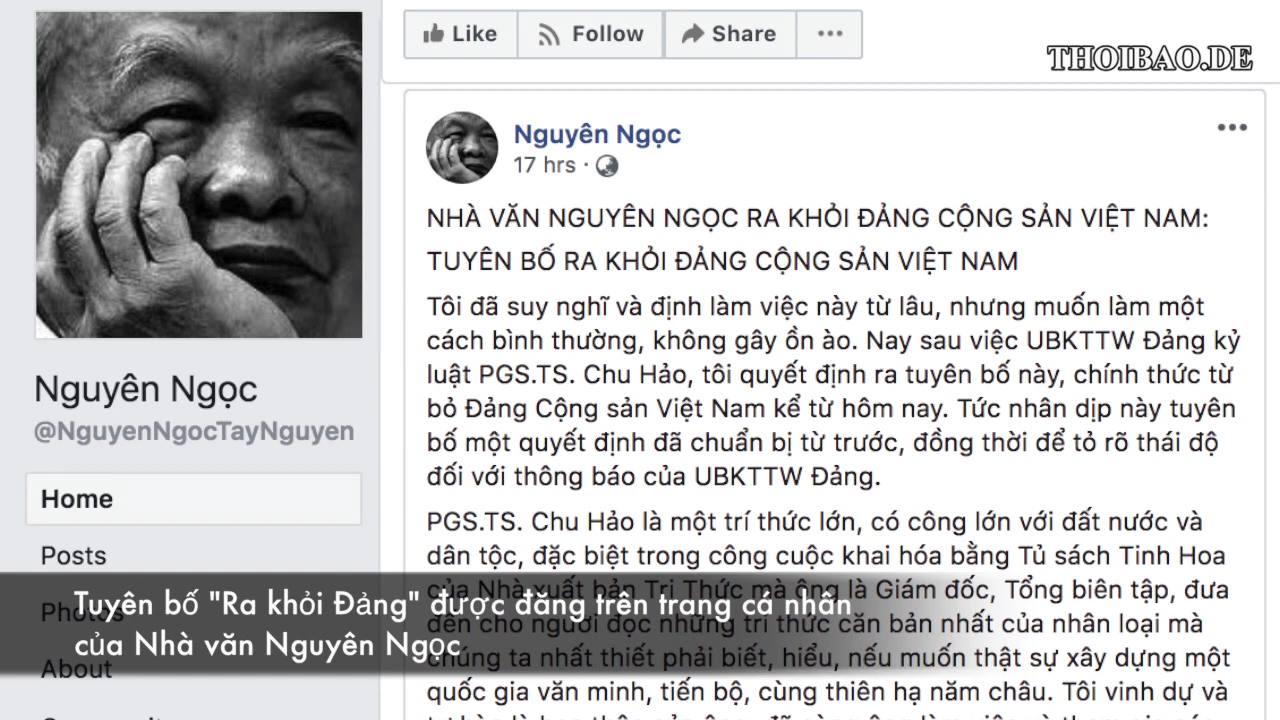 Like
Follow
Share
THOIBAO.DE
Nguyên Ngọc
17 hrs
NHÀ VĂN NGUYÊN NGỌC RA KHỎI ĐẢNG CỘNG SẢN VIỆT NAM:
TUYÊN BỐ RA KHỎI ĐẢNG CỘNG SẢN VIỆT NAM
Tôi đã suy nghĩ và định làm việc này từ lâu, nhưng muốn làm một
cách bình thường, không gây ồn ào. Nay sau việc UBKTTW Đảng kỷ
luật PGS.TS. Chu Hảo, tôi quyết định ra tuyên bố này, chính thức từ
bỏ Đảng Cộng sản Việt Nam kể từ hôm nay. Tức nhân dịp này tuyên
bố một quyết định đã chuẩn bị từ trước, đồng thời để tỏ rõ thái độ
đối với thông báo của UBKTTW Đảng.
PGS.TS. Chu Hảo là một trí thức lớn, có công lớn với đất nước và
dân tộc, đặc biệt trong công cuộc khai hóa bằng Tủ sách Tinh Hoa
của Nhà xuất bản Tri Thức mà ông là Giám đốc, Tổng biên tập, đưa
đến cho người đọc những tri thức căn bản nhất của nhân loại mà
chúng ta nhất thiết phải biết, hiểu, nếu muốn thật sự xây dựng một
quốc gia văn minh, tiến bộ, cùng thiên hạ năm châu. Tôi vinh dự và
Nguyên Ngọc
@NguyenNgocTayNguyen
Home
Posts
Photos
About
Tuyên bố "Ra khỏi Đảng" được đăng trên trang cá nhân
của Nhà văn Nguyên Ngọc